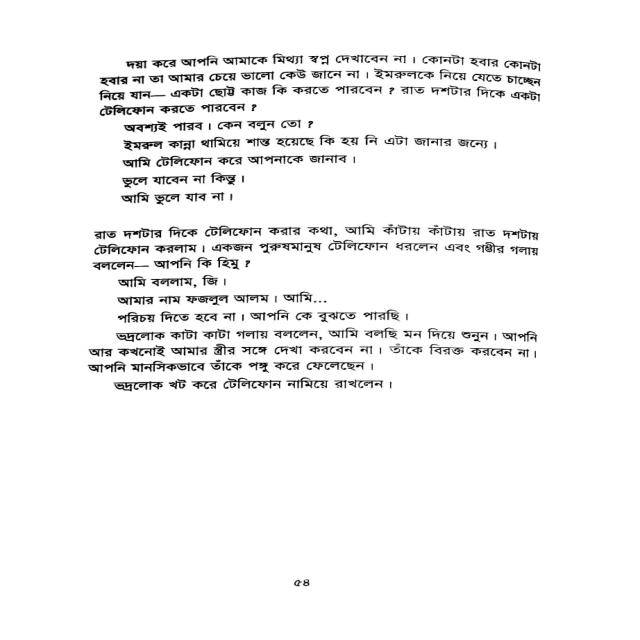 দয়া করে আপনি আমাকে মিথ্যা স্বপ্ন দেখাবেন না। কোনটা হবার কোনটা
হবার না তা আমার চেয়ে ভালো কেউ জানে না। ইমরুলকে নিয়ে যেতে চাচ্ছেন
নিয়ে যান— একটা ছোট্ট কাজ কি করতে পারবেন ? রাত দশটার দিকে একটা
টেলিফোন করতে পারবেন ?
অবশ্যই পারব। কেন বলুন তো ?
ইমরুল কান্না থামিয়ে শান্ত হয়েছে কি হয় নি এটা জানার জন্যে।
আমি টেলিফোন করে আপনাকে জানাব।
ভুলে যাবেন না কিন্তু।
আমি ভুলে যাব না।
রাত দশটার দিকে টেলিফোন করার কথা, আমি কাঁটায় কাঁটায় রাত দশটায়
টেলিফোন করলাম। একজন পুরুষমানুষ টেলিফোন ধরলেন এবং গম্ভীর গলায়
বললেন— আপনি কি হিমু ?
আমি বললাম, জি।
আমার নাম ফজলুল আলম। আমি...
পরিচয় দিতে হবে না। আপনি কে বুঝতে পারছি।
ভদ্রলোক কাটা কাটা গলায় বললেন, আমি বলছি মন দিয়ে শুনুন। আপনি
আর কখনোই আমার স্ত্রীর সঙ্গে দেখা করবেন না। তাঁকে বিরক্ত করবেন না।
আপনি মানসিকভাবে তাঁকে পঙ্গু করে ফেলেছেন।
ভদ্রলোক খট করে টেলিফোন নামিয়ে রাখলেন।
৫৪